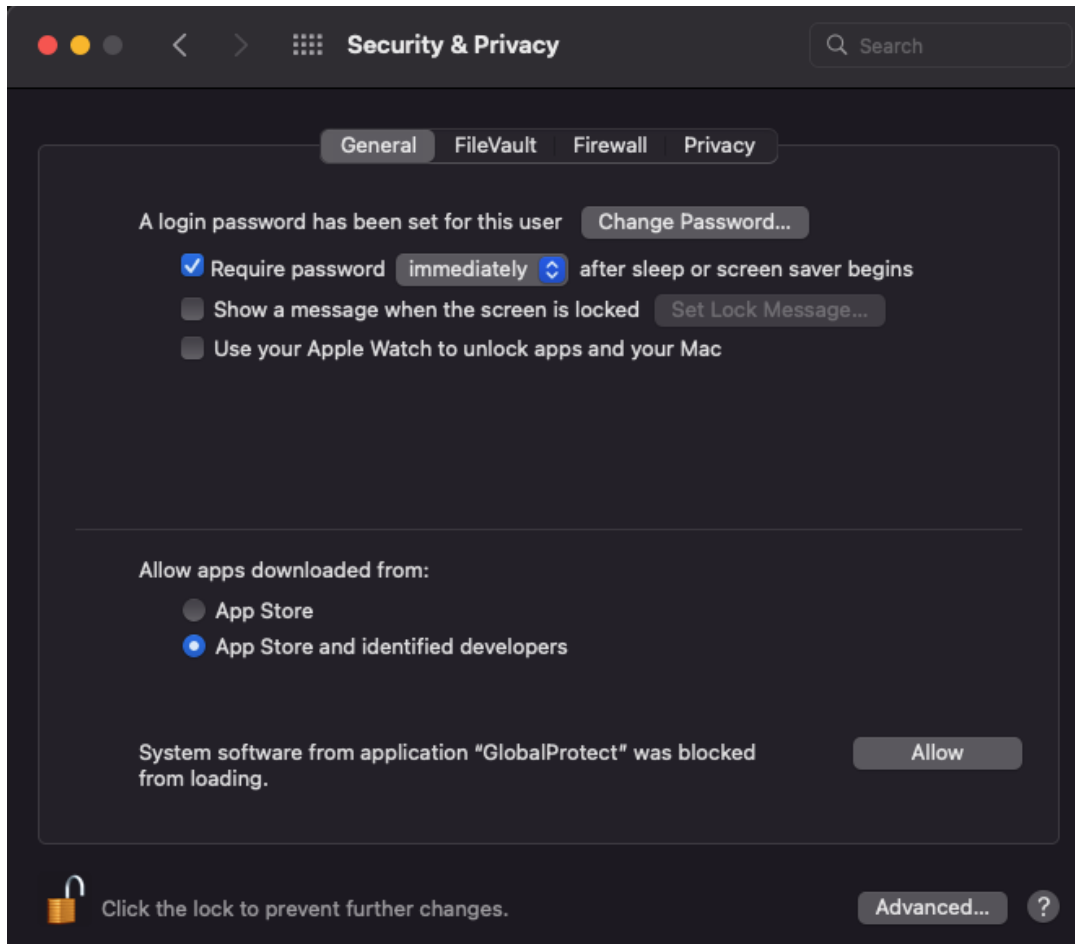 Security & Privacy
Search
General FileVault Firewall Privacy
A login password has been set for this user Change Password...
Require password immediately after sleep or screen saver begins
Show a message when the screen is locked Set Lock Message...
Use your Apple Watch to unlock apps and your Mac
Allow apps downloaded from:
App Store
App Store and identified developers
System software from application “GlobalProtect” was blocked Allow
from loading.
Click the lock to prevent further changes. Advanced... ?